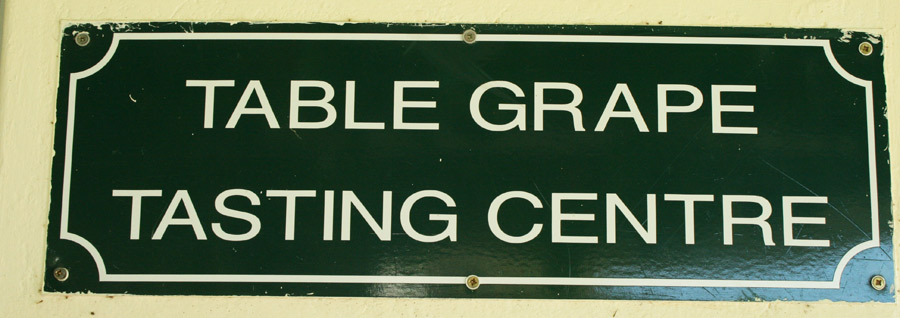 TABLE GRAPE
TASTING CENTRE